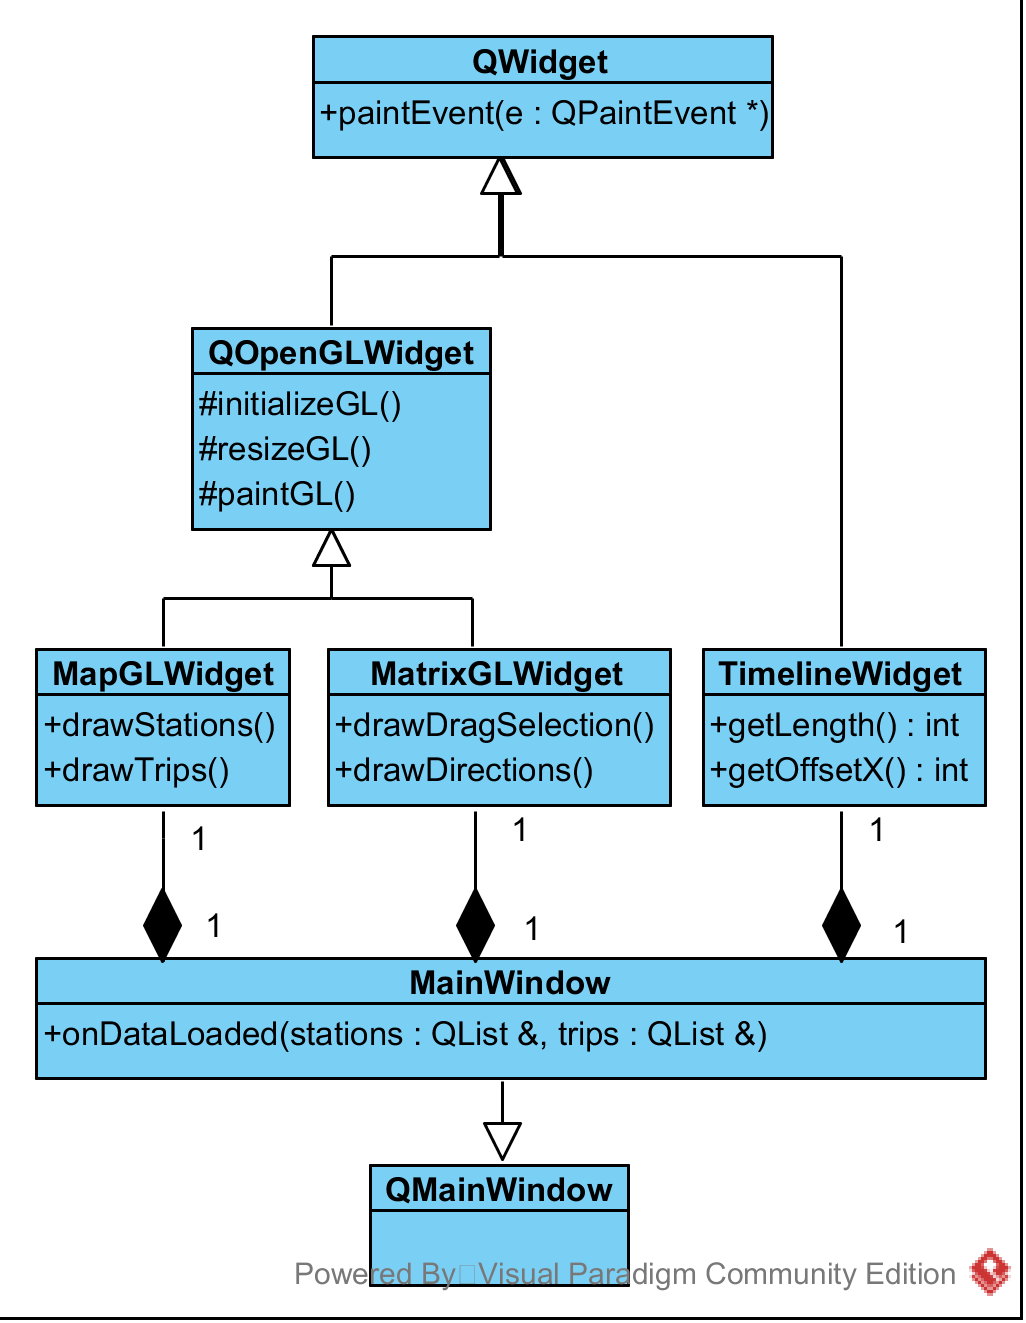 QWidget
+paintEvent(e : QPaintEvent *)
QOpenGLWidget
#initializeGL()
#resizeGL()
#paintGL()
MapGLWidget
+drawStations()
+drawTrips()
MatrixGLWidget
+drawDragSelection()
+drawDirections()
TimelineWidget
+getLength() : int
+getOffsetX() : int
1
1
1
1
1
1
MainWindow
+onDataLoaded(stations : QList &, trips : QList &)
QMainWindow
Powered By Visual Paradigm Community Edition